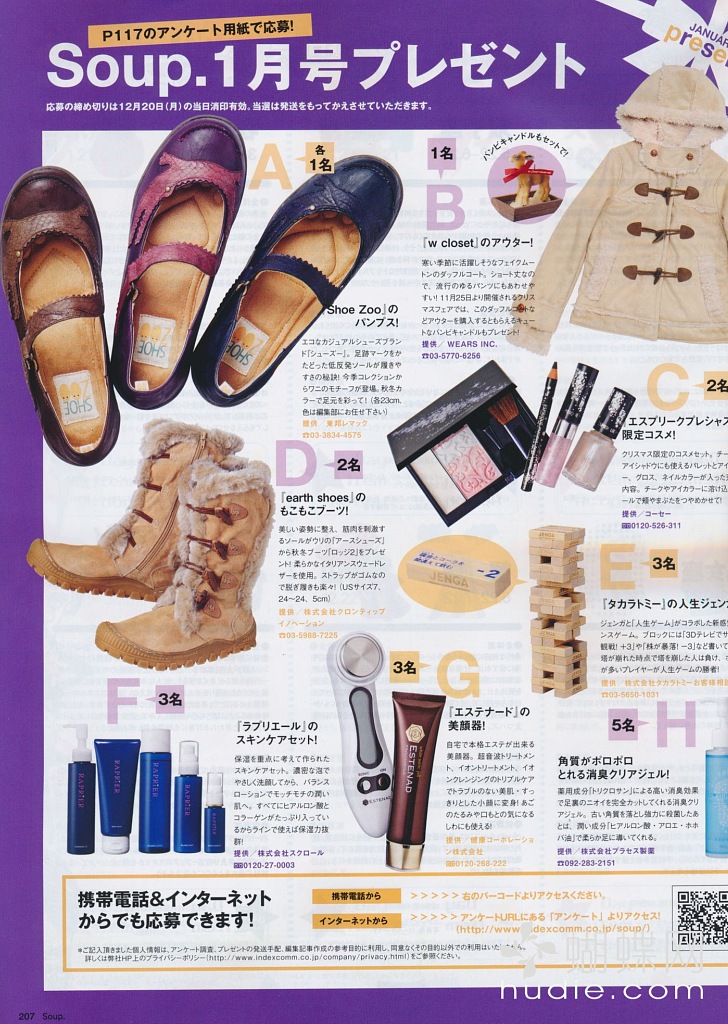 P117のアンケート用紙で応募!
Soup.1月号プレゼント
応募の締め切りは12月20日(月)の当日消印有効。当選は発送をもってかえさせていただきます。
JANUARY
A
各
1名
『Shoe Zoo』の
パンプス!
エコなカジュアルシューズブラン
ド『シューズー』。足跡マークをか
たどった低反発ソールが履きや
すさの秘訣! 今季コレクションから
ワニのモチーフが登場。秋冬カ
ラーで足元を彩って! (各23cm、
色は編集部にお任せ下さい)
提供/東邦レマック
☎03-3834-4575
SHOE
ZOO
1名
B
バンビキャンドルもセットで!
『w closet』のアウター!
寒い季節に活躍しそうなフェイクムー
トンのダッフルコート。ショート丈なの
で、流行のゆるパンツにもあわせや
すい! 11月25日より開催されるクリス
マスフェアでは、このダッフルコートな
どアウターを購入するともらえるキュー
トなバンビキャンドルもプレゼント!
提供/ WEARS INC.
☎03-5770-6256
C
2名
『エスプリークプレシャス
限定コスメ!
クリスマス限定のコスメセット。チー
アイシャドウにも使えるパレットとアイ
ー、グロス、ネイルカラーが入った
内容。チークやアイカラーに溶け込
ールで頬やまぶたをつやめかせて!
提供/コーセー
0120-526-311
D
2名
『earth shoes』の
もこもこブーツ!
美しい姿勢に整え、筋肉を刺激す
るソールがウリの『アースシューズ』
から秋冬ブーツ『ロッジ2』をプレゼ
ント! 柔らかなイタリアンスウェードレ
ザーを使用。ストラップがゴムなの
で脱ぎ履きも楽々! (USサイズ7、
24〜24、5cm)
提供/株式会社クロンティップ
イノベーション
☎03-5988-7225
JENGA
-2
JENGA
E
3名
『タカラトミー』の人生ジェンガ
ジェンガと『人生ゲーム』がコラボした新感
ンスゲーム。ブロックには「3Dテレビでサ
観戦! +3」や「株が暴落! −3」など書いて
塔が崩れた時点で塔を崩した人は負け、
が多いプレイヤーが人生ゲームの勝者!
提供/株式会社タカラトミーお客様相談
☎03-5650-1031
F
3名
『ラプリエール』の
スキンケアセット!
保湿を重点に考えて作られた
スキンケアセット。濃密な泡で
やさしく洗顔してから、バランス
ローションでモッチモチの潤い
肌へ。すべてにヒアルロン酸と
コラーゲンがたっぷり入ってい
るからラインで使えば保湿力抜
群!
提供/株式会社スクロール
0120-27-0003
RAPRIER
RAPRIER
RAPRIER
RAPRIER
3名
G
『エステナード』の
美顔器!
自宅で本格エステが出来る
美顔器。超音波トリートメン
ト、イオントリートメント、イオ
ンクレイジングのトリプルケア
でトラブルのない美肌・すっ
きりとした小顔に変身! あご
のたるみや口もとの気になる
しわにも使える!
提供/健康コーポレーショ
ン株式会社
0120-268-222
ESTENAD
ESTENAD
5名
H
角質がポロポロ
とれる消臭クリアジェル!
薬用成分「トリクロサン」による高い消臭効果
で足裏のニオイを完全カットしてくれる消臭クリ
アジェル。古い角質を落とし強力に殺菌したあ
とは、潤い成分「ヒアルロン酸・アロエ・ホホ
バ油」で柔らか足に導いてくれる。
提供/株式会社プラセス製薬
☎092-283-2151
携帯電話&インターネット
からでも応募できます!
携帯電話から
>>>>> 右のバーコードよりアクセスください。
インターネットから
>>>>> アンケートURLにある「アンケート」よりアクセス!
(http://www.indexcomm.co.jp/soup/)
*ご記入頂きました個人情報は、アンケート調査、プレゼントの発送手配、編集記事作成の参考目的に利用し、同意なくその目的以外での利用はいたしません。
詳しくは弊社HP上のプライバシーポリシー(http://www.indexcomm.co.jp/company/privacy.html)をご参照ください。
蝴蝶网
hudie.com
207 Soup.